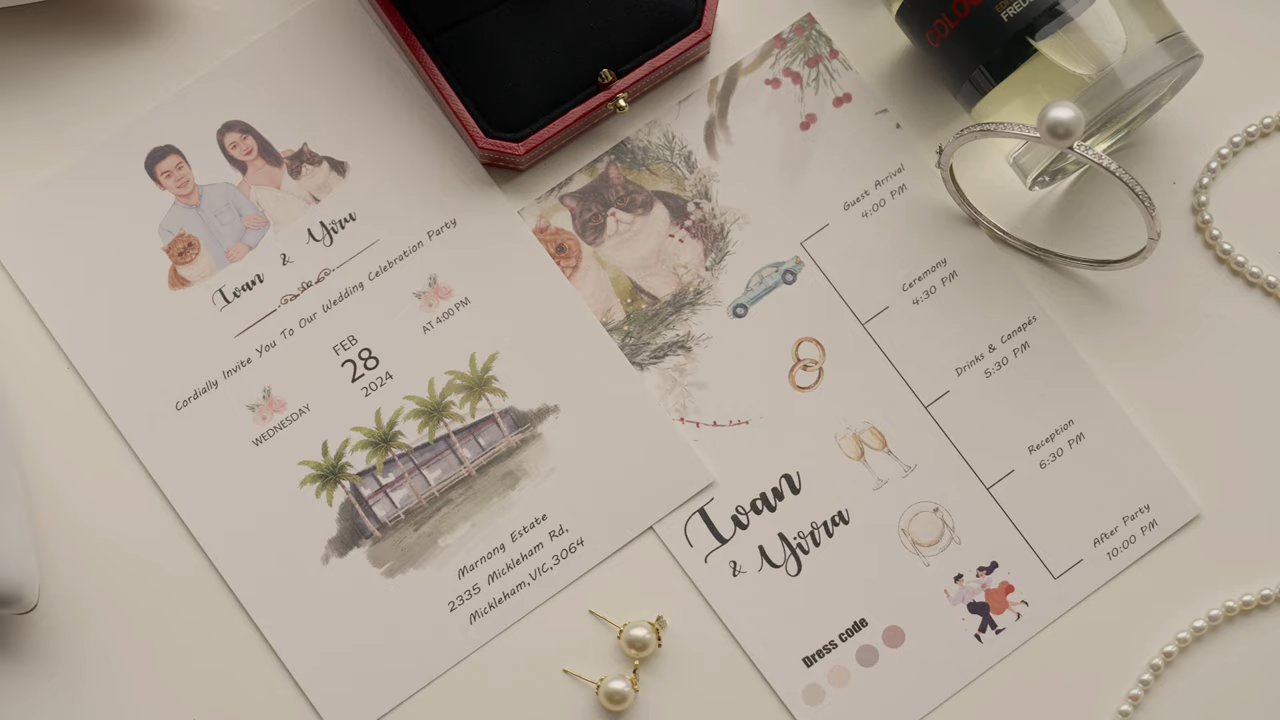 Ivan
&
Yirra
Cordially Invite You To Our Wedding Celebration Party
WEDNESDAY
FEB
28
2024
AT 4:00 PM
Marnong Estate
2335 Mickleham Rd,
Mickleham,VIC,3064
Guest Arrival
4:00 PM
Ceremony
4:30 PM
Drinks & Canapés
5:30 PM
Reception
6:30 PM
After Party
10:00 PM
Ivan
& Yirra
Dress code